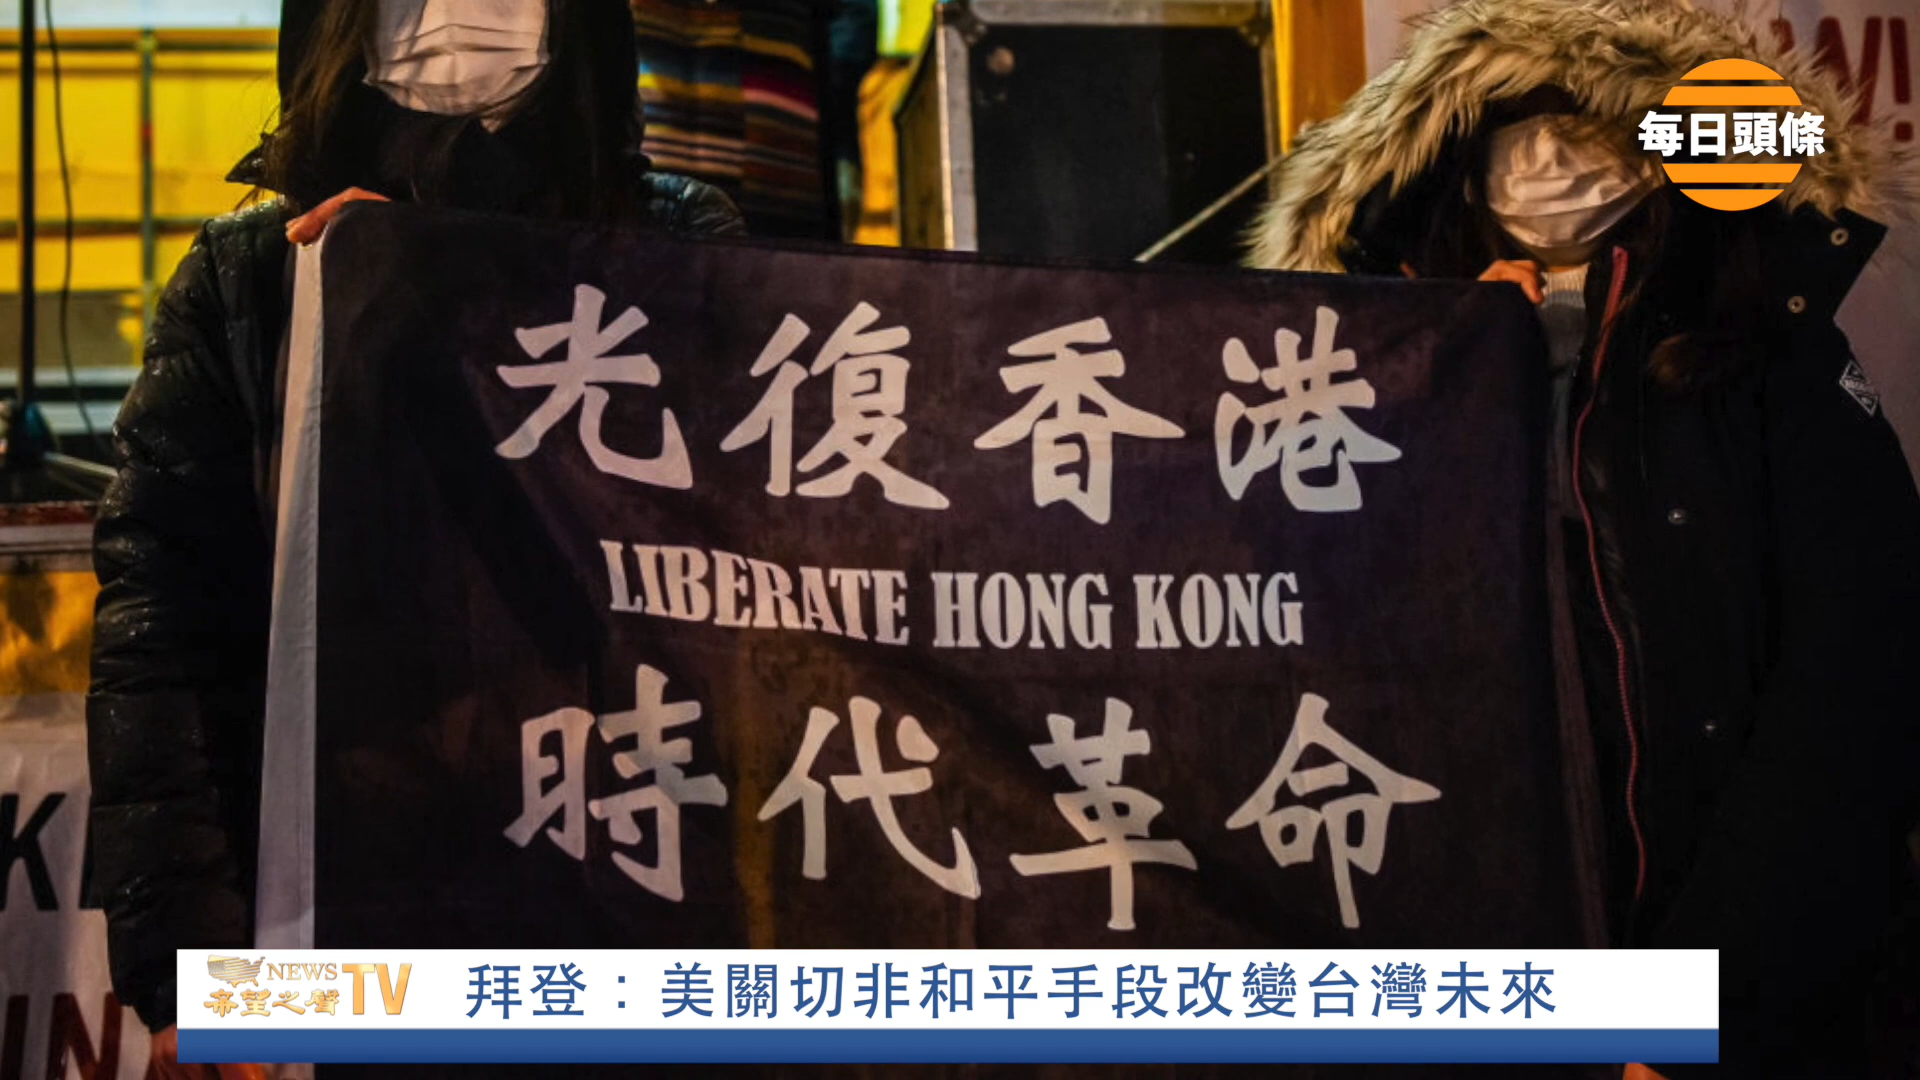 W!
每日頭條
光復香港
LIBERATE HONG KONG
時代革命
K
IN
NEWS
希望之聲TV
拜登：美關切非和平手段改變台灣未來